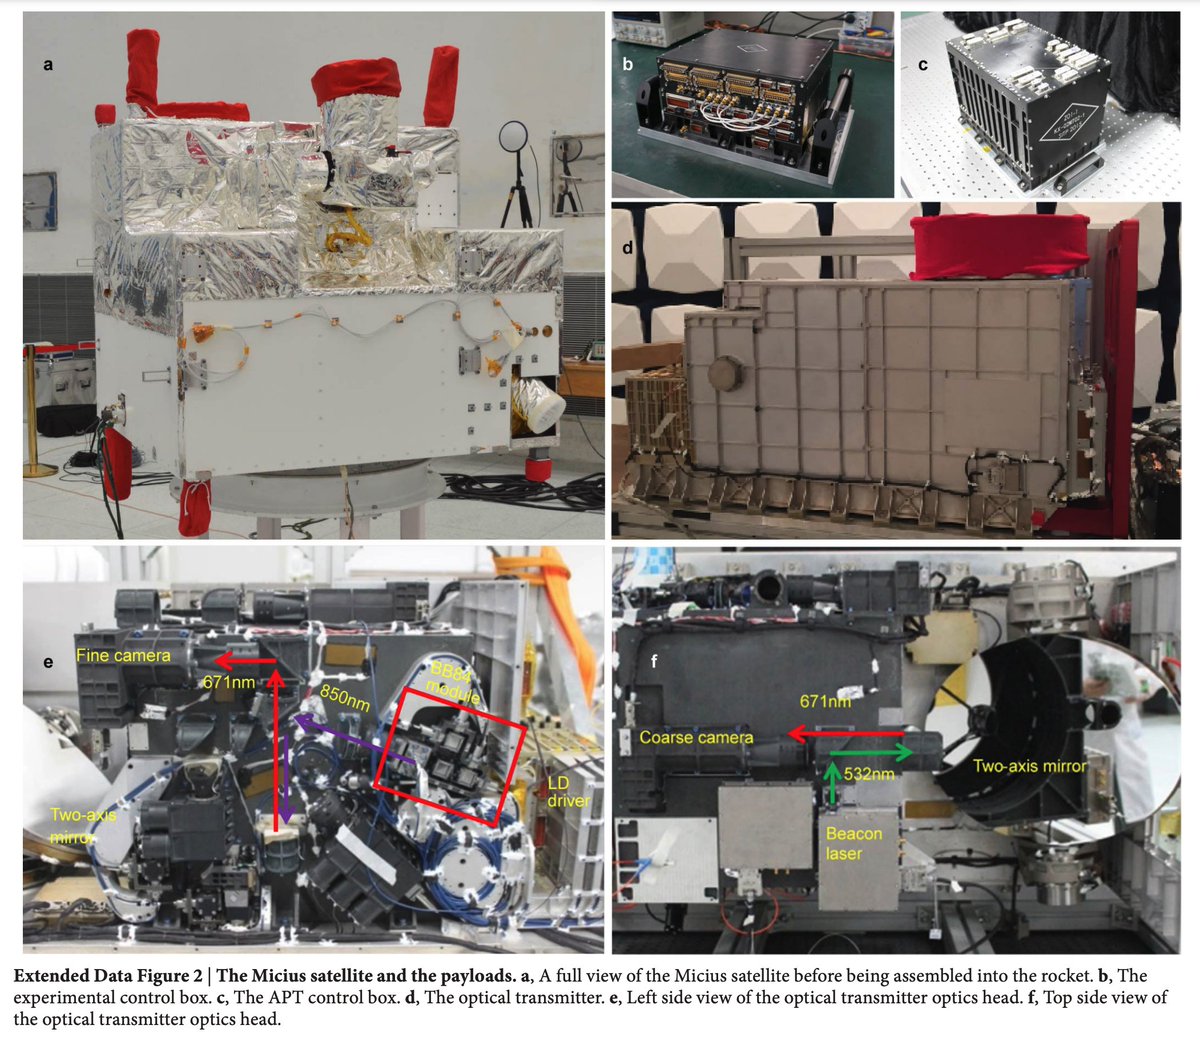 a
b
c
d
Fine camera
e
671nm
850nm
BB84
module
Two-axis
mirror
LD
driver
f
671nm
Coarse camera
532nm
Two-axis mirror
Beacon
laser
Extended Data Figure 2 | The Micius satellite and the payloads. a, A full view of the Micius satellite before being assembled into the rocket. b, The
experimental control box. c, The APT control box. d, The optical transmitter. e, Left side view of the optical transmitter optics head. f, Top side view of
the optical transmitter optics head.